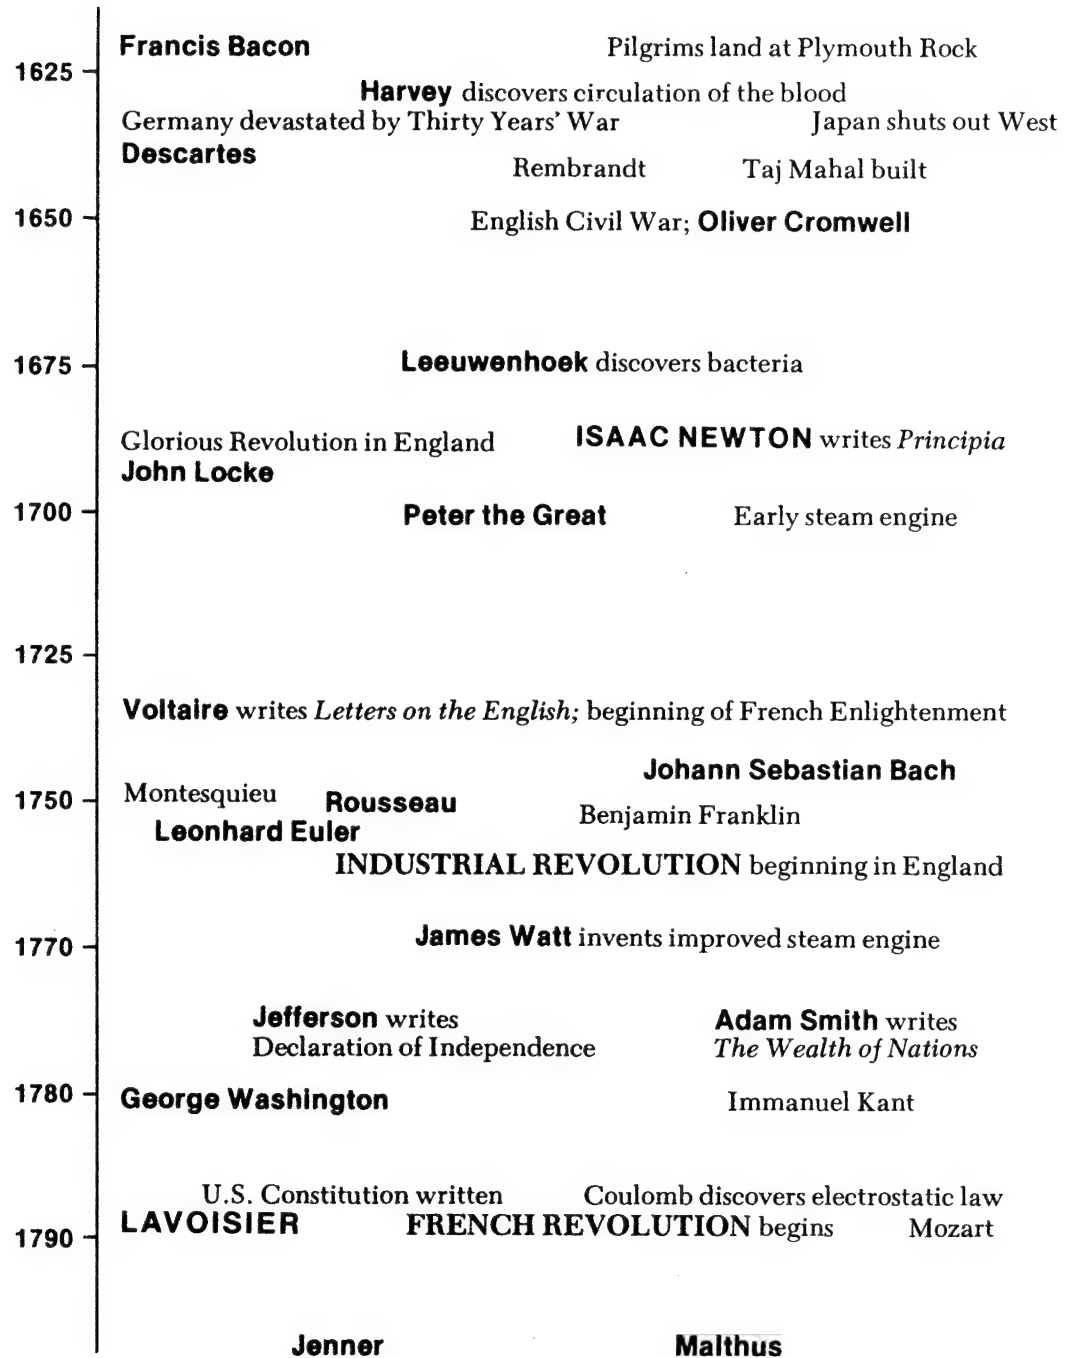 Francis Bacon Pilgrims land at Plymouth Rock
1625
Harvey discovers circulation of the blood
Germany devastated by Thirty Years' War Japan shuts out West
Descartes
Rembrandt Taj Mahal built
1650 English Civil War; Oliver Cromwell
1675 Leeuwenhoek discovers bacteria
Glorious Revolution in England ISAAC NEWTON writes Principia
John Locke
1700 Peter the Great Early steam engine
1725
Voltaire writes Letters on the English; beginning of French Enlightenment
Johann Sebastian Bach
Montesquieu
1750 Rousseau Benjamin Franklin
Leonhard Euler
INDUSTRIAL REVOLUTION beginning in England
1770 James Watt invents improved steam engine
Jefferson writes Adam Smith writes
Declaration of Independence The Wealth of Nations
1780 George Washington Immanuel Kant
U.S. Constitution written Coulomb discovers electrostatic law
LAVOISIER FRENCH REVOLUTION begins Mozart
1790
Jenner Malthus